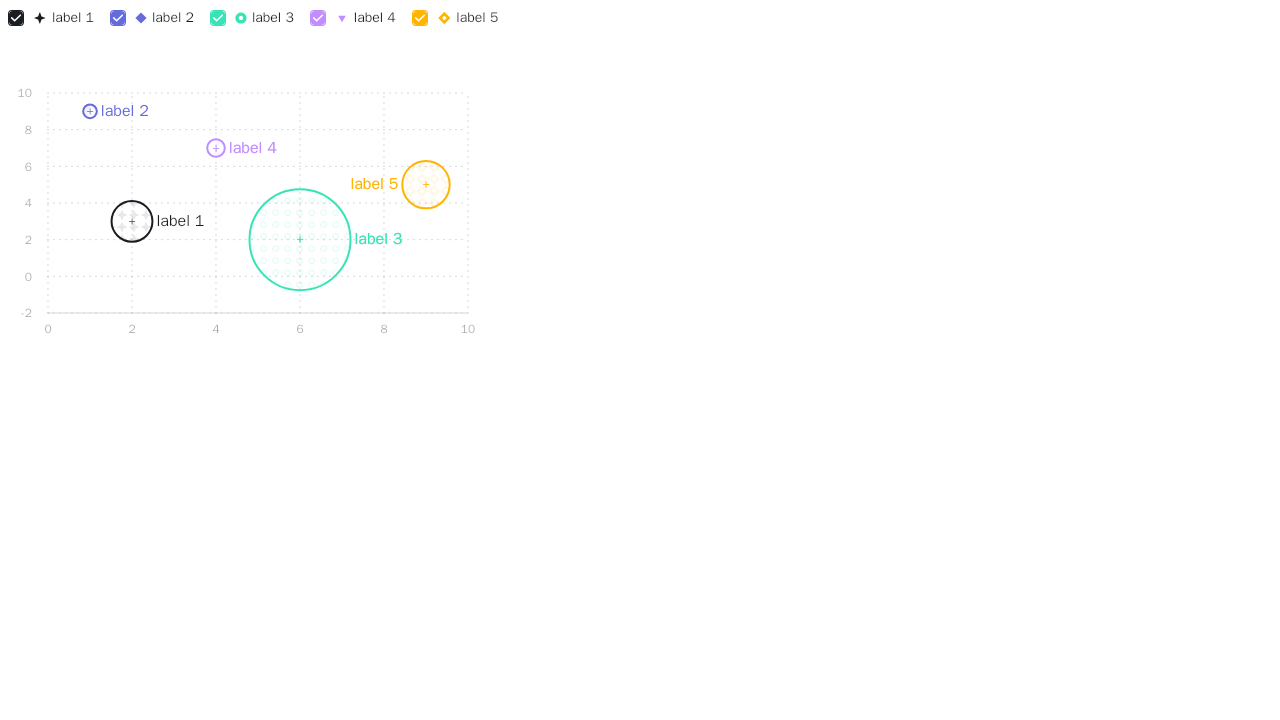 label 1 label 2 label 3 label 4 label 5
10
label 2
8
label 4
6
label 5
4
label 1
label 3
2
0
-2
0 2 4 6 8 10